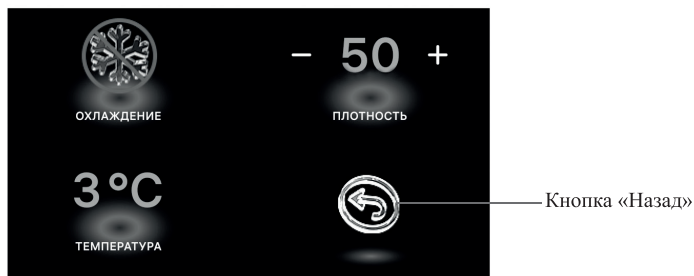 − 50 +
ОХЛАЖДЕНИЕ
ПЛОТНОСТЬ
3 °C
ТЕМПЕРАТУРА
Кнопка «Назад»